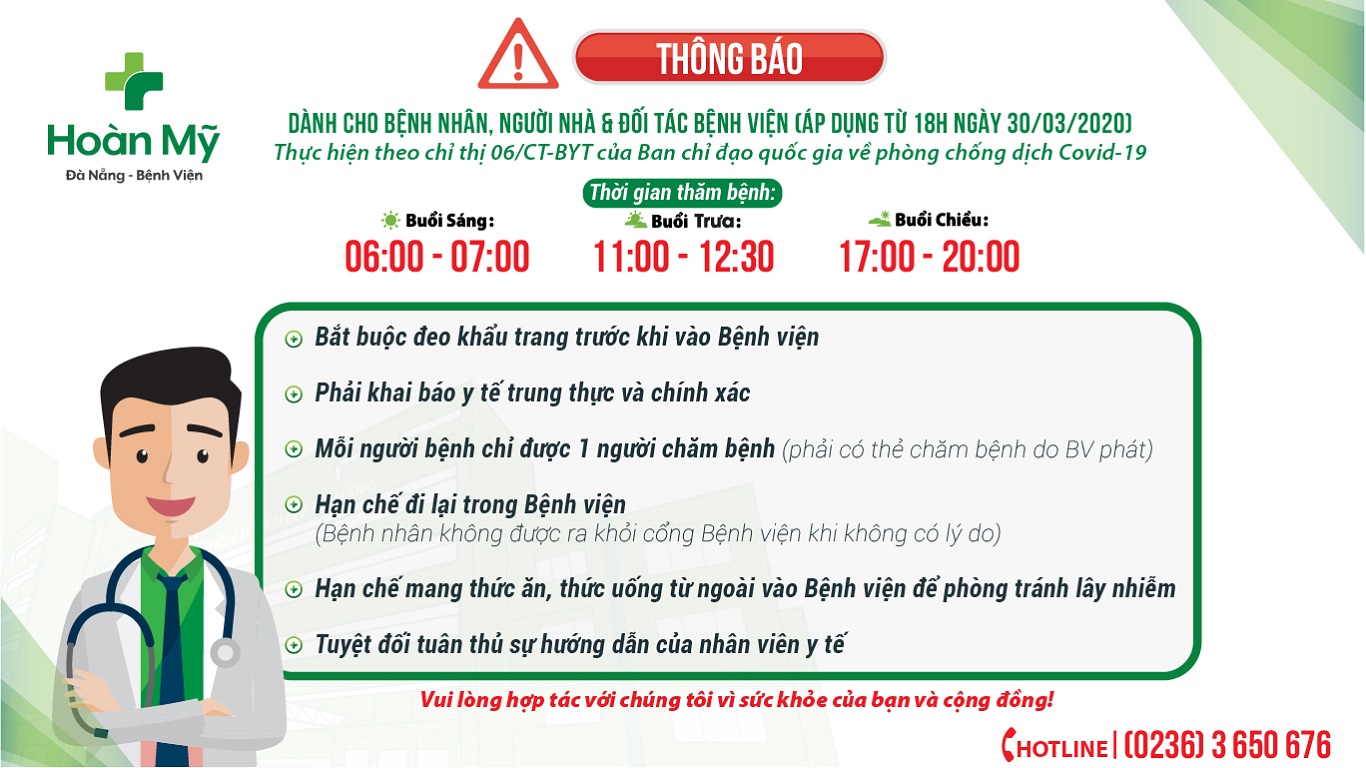 Hoàn Mỹ
Đà Nẵng - Bệnh Viện
THÔNG BÁO
DÀNH CHO BỆNH NHÂN, NGƯỜI NHÀ & ĐỐI TÁC BỆNH VIỆN (ÁP DỤNG TỪ 18H NGÀY 30/03/2020)
Thực hiện theo chỉ thị 06/CT-BYT của Ban chỉ đạo quốc gia về phòng chống dịch Covid-19
Thời gian thăm bệnh:
Buổi Sáng: Buổi Trưa: Buổi Chiều:
06:00 - 07:00 11:00 - 12:30 17:00 - 20:00
Bắt buộc đeo khẩu trang trước khi vào Bệnh viện
Phải khai báo y tế trung thực và chính xác
Mỗi người bệnh chỉ được 1 người chăm bệnh (phải có thẻ chăm bệnh do BV phát)
Hạn chế đi lại trong Bệnh viện
(Bệnh nhân không được ra khỏi cổng Bệnh viện khi không có lý do)
Hạn chế mang thức ăn, thức uống từ ngoài vào Bệnh viện để phòng tránh lây nhiễm
Tuyệt đối tuân thủ sự hướng dẫn của nhân viên y tế
Vui lòng hợp tác với chúng tôi vì sức khỏe của bạn và cộng đồng!
HOTLINE | (0236) 3 650 676